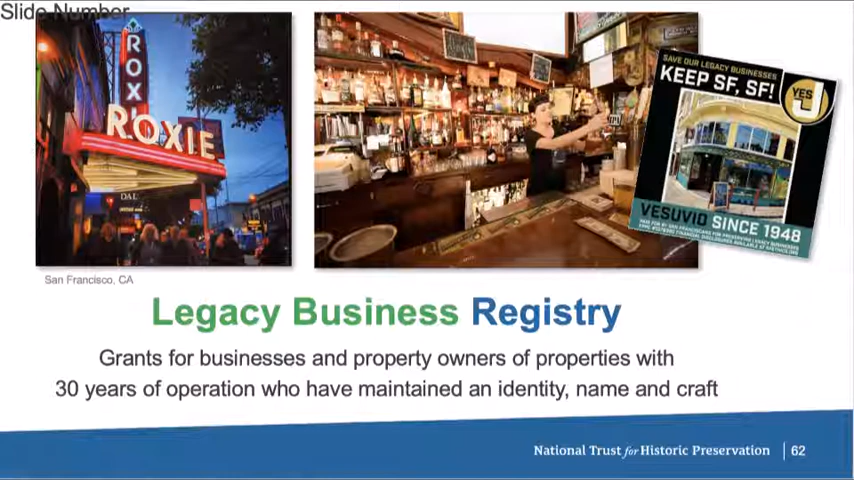 Slide Number
ROXI
ROXIE
SAVE OUR LEGACY BUSINESSES
KEEP SF, SF!
YES
J
VESUVIO SINCE 1948
San Francisco, CA
Legacy Business Registry
Grants for businesses and property owners of properties with
30 years of operation who have maintained an identity, name and craft
National Trust for Historic Preservation
62